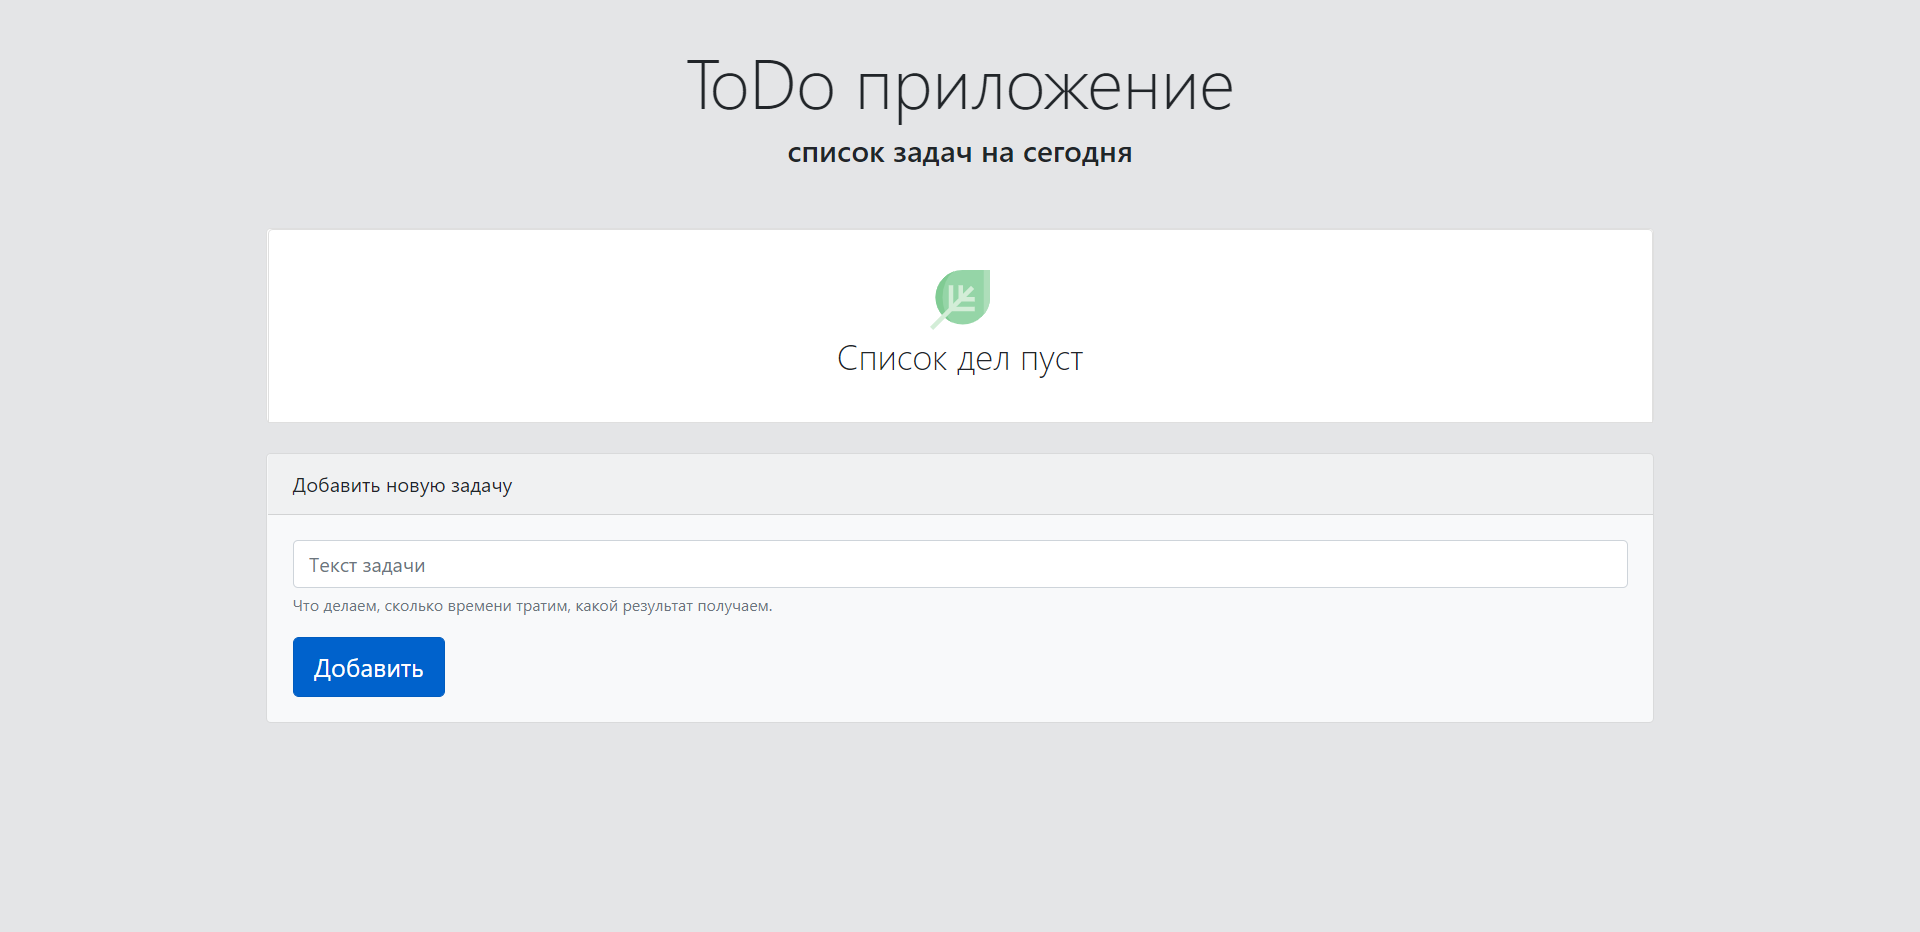 ToDo приложение
список задач на сегодня
Список дел пуст
Добавить новую задачу
Текст задачи
Что делаем, сколько времени тратим, какой результат получаем.
Добавить